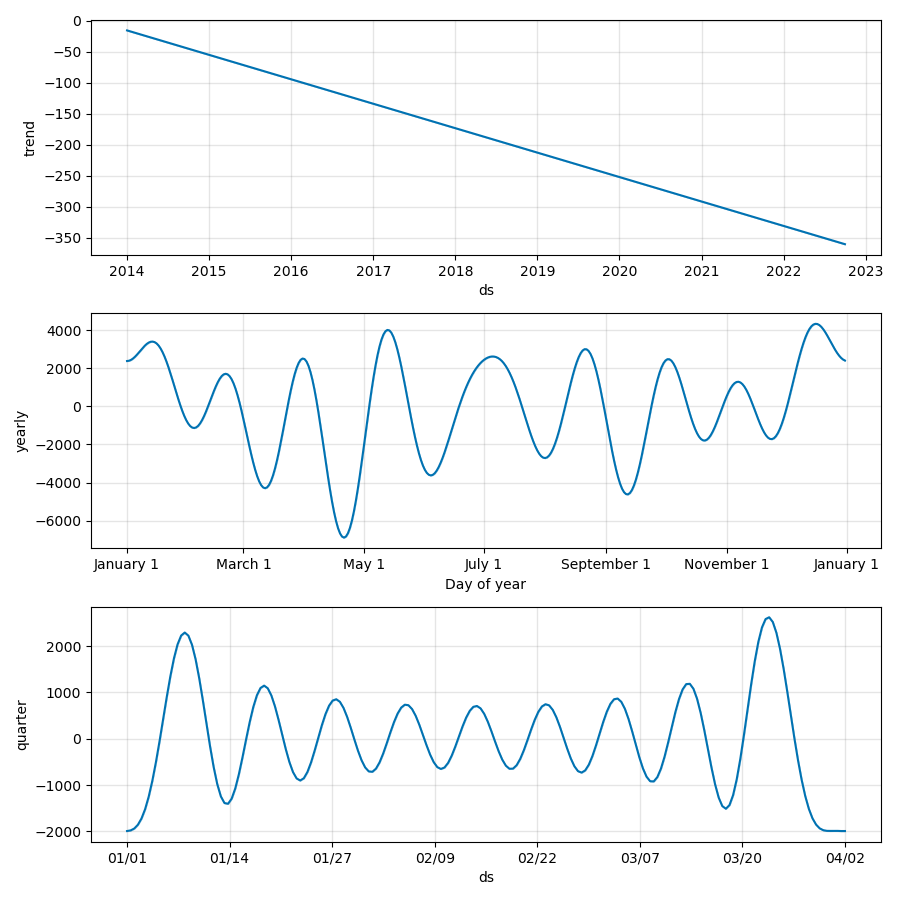 0
−50
−100
−150
−200
−250
−300
−350
trend
2014 2015 2016 2017 2018 2019 2020 2021 2022 2023
ds
4000
2000
0
−2000
−4000
−6000
yearly
January 1 March 1 May 1 July 1 September 1 November 1 January 1
Day of year
2000
1000
0
−1000
−2000
quarter
01/01 01/14 01/27 02/09 02/22 03/07 03/20 04/02
ds